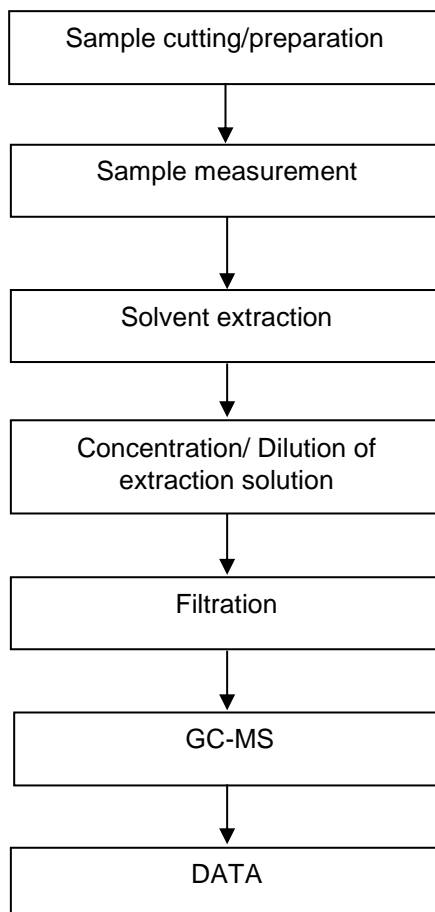 Sample cutting/preparation
Sample measurement
Solvent extraction
Concentration/ Dilution of
extraction solution
Filtration
GC-MS
DATA